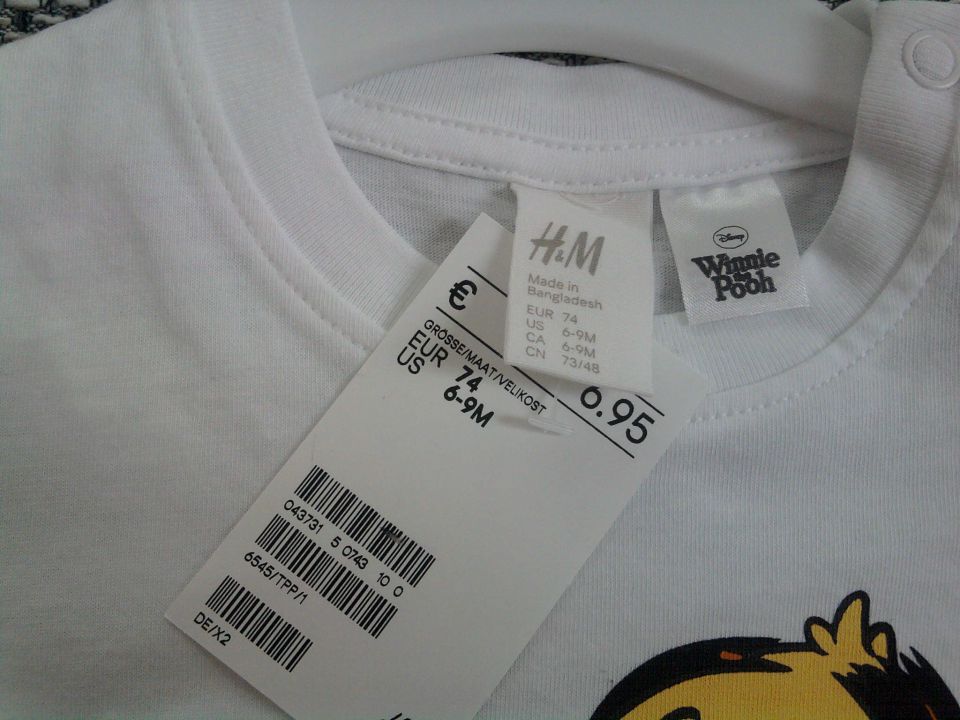 H&M
Made in
Bangladesh
EUR 74
US 6-9M
CA 6-9M
CN 73/48
Disney
Winnie
the
Pooh
€
6.95
GRÖSSE/MAAT/VELIKOST
EUR 74
US 6-9M
043731 5 0743 10 0
6545/TPP/1
DE/X2